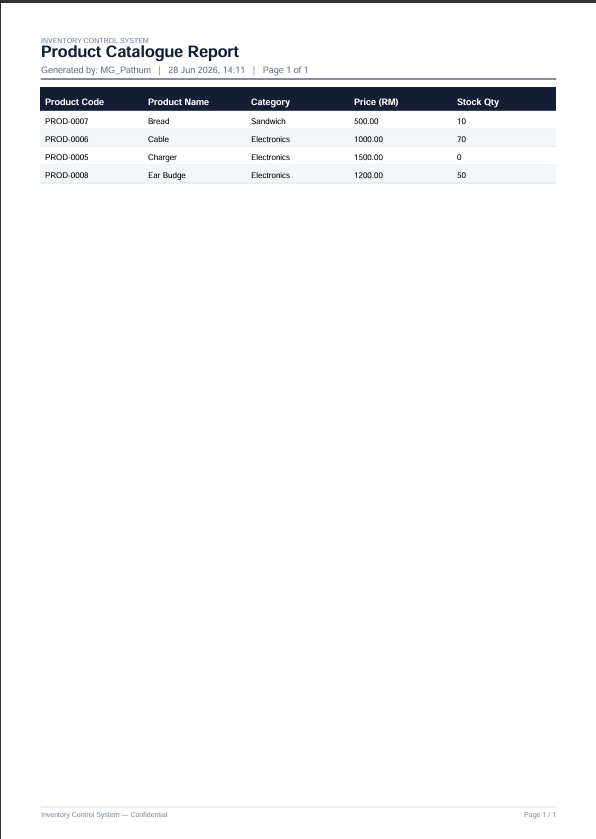 INVENTORY CONTROL SYSTEM
Product Catalogue Report
Generated by: MG_Pathum | 28 Jun 2026, 14:11 | Page 1 of 1
Product Code Product Name Category Price (RM) Stock Qty
PROD-0007 Bread Sandwich 500.00 10
PROD-0006 Cable Electronics 1000.00 70
PROD-0005 Charger Electronics 1500.00 0
PROD-0008 Ear Budge Electronics 1200.00 50
Inventory Control System — Confidential Page 1 / 1